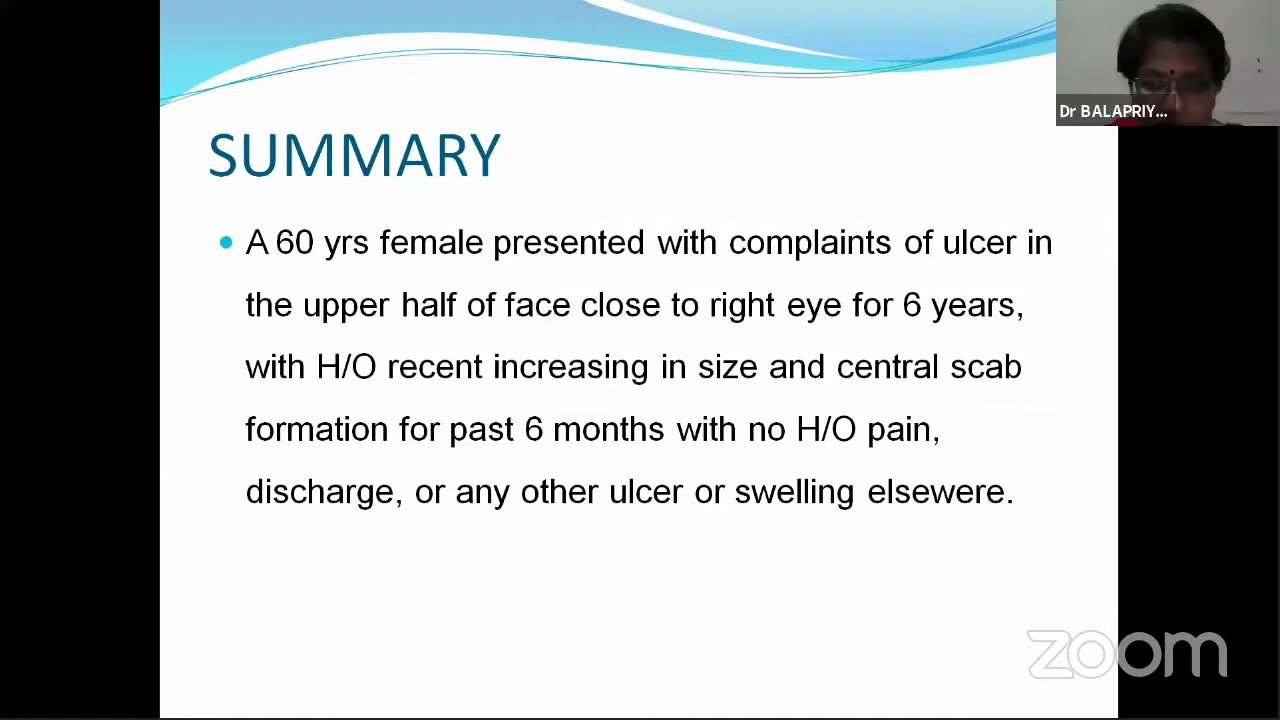 Dr BALAPRIY...
SUMMARY
• A 60 yrs female presented with complaints of ulcer in
the upper half of face close to right eye for 6 years,
with H/O recent increasing in size and central scab
formation for past 6 months with no H/O pain,
discharge, or any other ulcer or swelling elsewere.
zoom